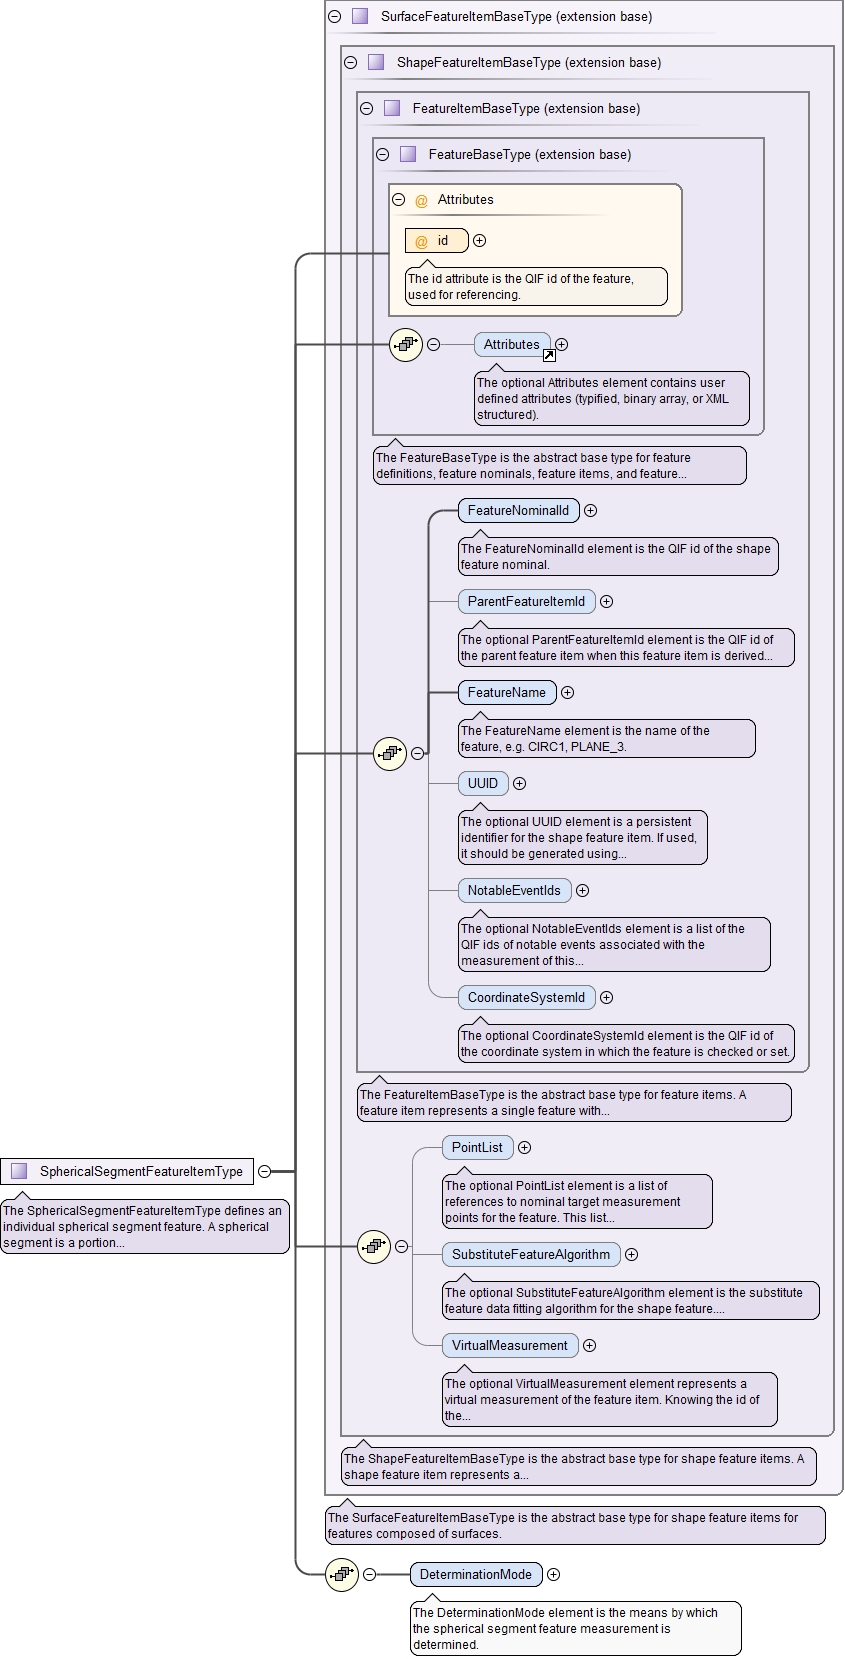 SurfaceFeatureItemBaseType (extension base)
ShapeFeatureItemBaseType (extension base)
FeatureItemBaseType (extension base)
FeatureBaseType (extension base)
@ Attributes
@ id
The id attribute is the QIF id of the feature,
used for referencing.
Attributes
The optional Attributes element contains user
defined attributes (typified, binary array, or XML
structured).
The FeatureBaseType is the abstract base type for feature
definitions, feature nominals, feature items, and feature...
FeatureNominalId
The FeatureNominalId element is the QIF id of the shape
feature nominal.
ParentFeatureItemId
The optional ParentFeatureItemId element is the QIF id of
the parent feature item when this feature item is derived...
FeatureName
The FeatureName element is the name of the
feature, e.g. CIRC1, PLANE_3.
UUID
The optional UUID element is a persistent
identifier for the shape feature item. If used,
it should be generated using...
NotableEventIds
The optional NotableEventIds element is a list of the
QIF ids of notable events associated with the
measurement of this...
CoordinateSystemId
The optional CoordinateSystemId element is the QIF id of
the coordinate system in which the feature is checked or set.
The FeatureItemBaseType is the abstract base type for feature items. A
feature item represents a single feature with...
PointList
The optional PointList element is a list of
references to nominal target measurement
points for the feature. This list...
SphericalSegmentFeatureItemType
The SphericalSegmentFeatureItemType defines an
individual spherical segment feature. A spherical
segment is a portion...
SubstituteFeatureAlgorithm
The optional SubstituteFeatureAlgorithm element is the substitute
feature data fitting algorithm for the shape feature....
VirtualMeasurement
The optional VirtualMeasurement element represents a
virtual measurement of the feature item. Knowing the id of
the...
The ShapeFeatureItemBaseType is the abstract base type for shape feature items. A
shape feature item represents a...
The SurfaceFeatureItemBaseType is the abstract base type for shape feature items for
features composed of surfaces.
DeterminationMode
The DeterminationMode element is the means by which
the spherical segment feature measurement is
determined.